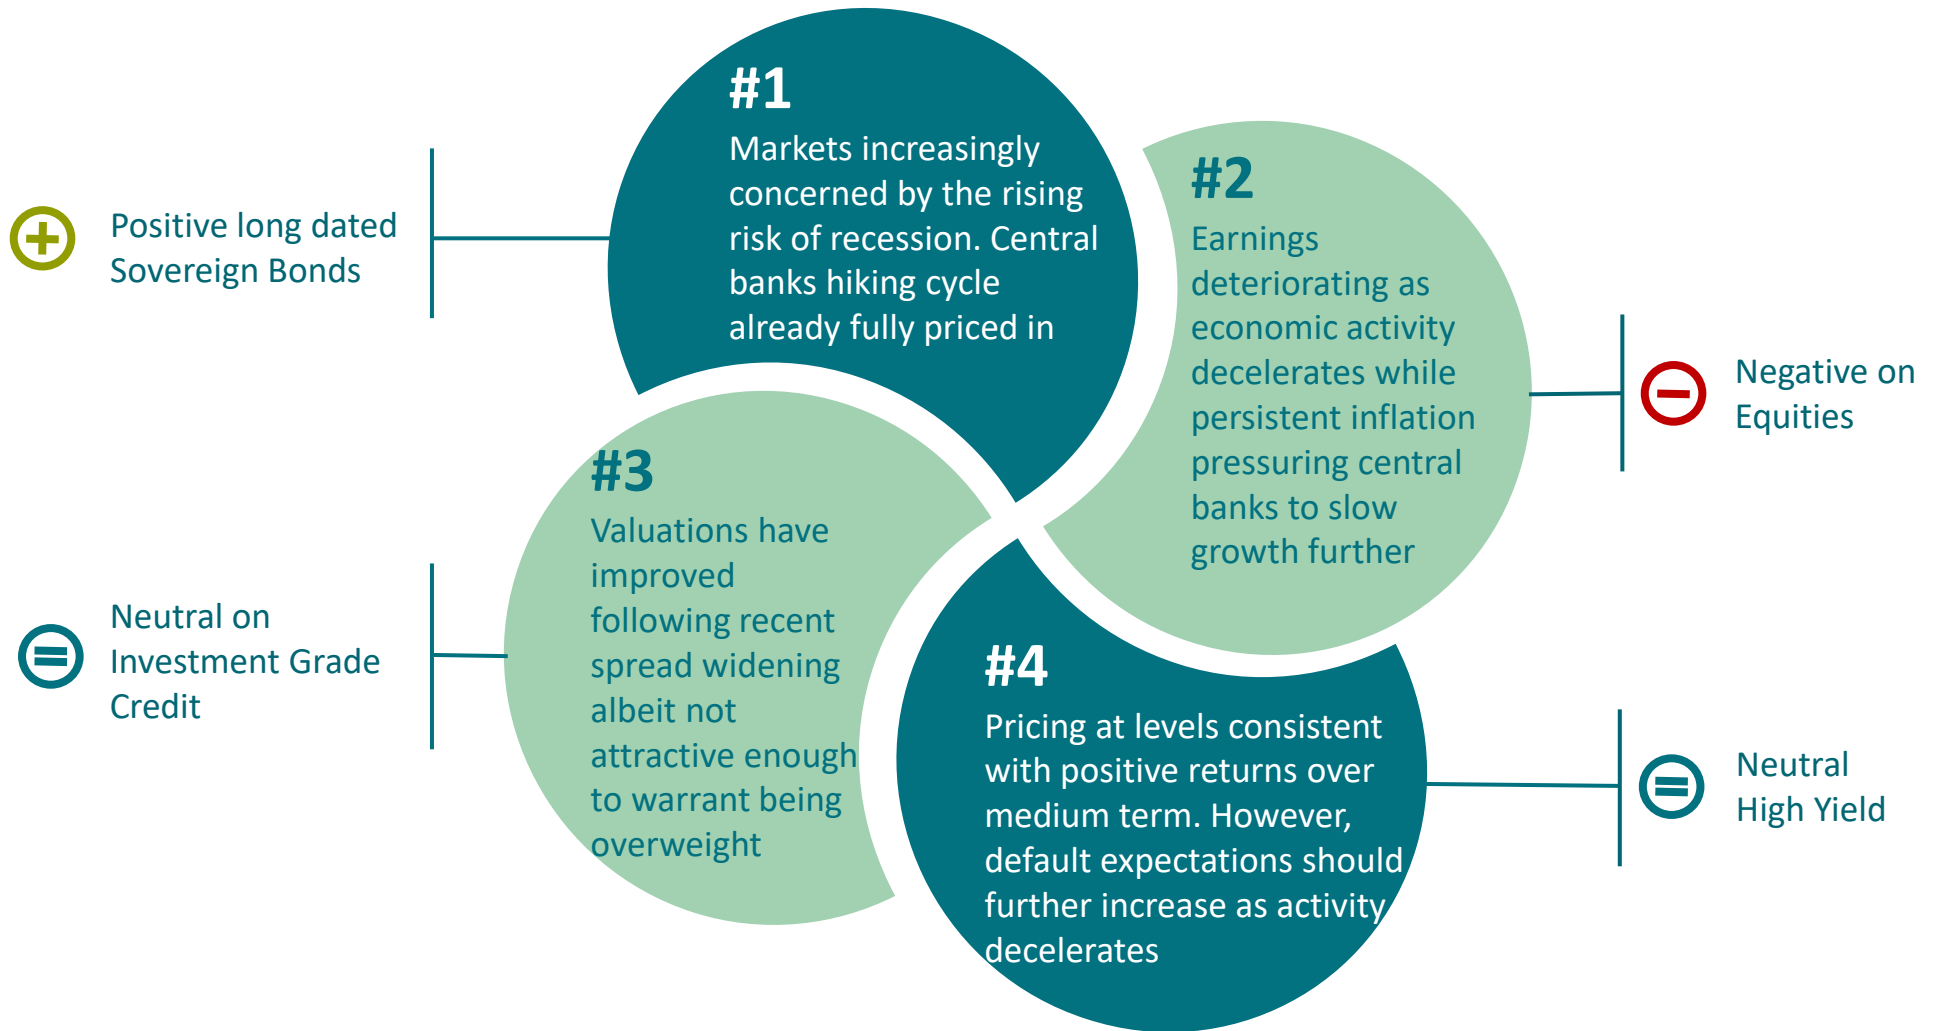 #1
Markets increasingly
concerned by the rising
risk of recession. Central
banks hiking cycle
already fully priced in
Positive long dated
Sovereign Bonds
#2
Earnings
deteriorating as
economic activity
decelerates while
persistent inflation
pressuring central
banks to slow
growth further
Negative on
Equities
#3
Valuations have
improved
following recent
spread widening
albeit not
attractive enough
to warrant being
overweight
Neutral on
Investment Grade
Credit
#4
Pricing at levels consistent
with positive returns over
medium term. However,
default expectations should
further increase as activity
decelerates
Neutral
High Yield